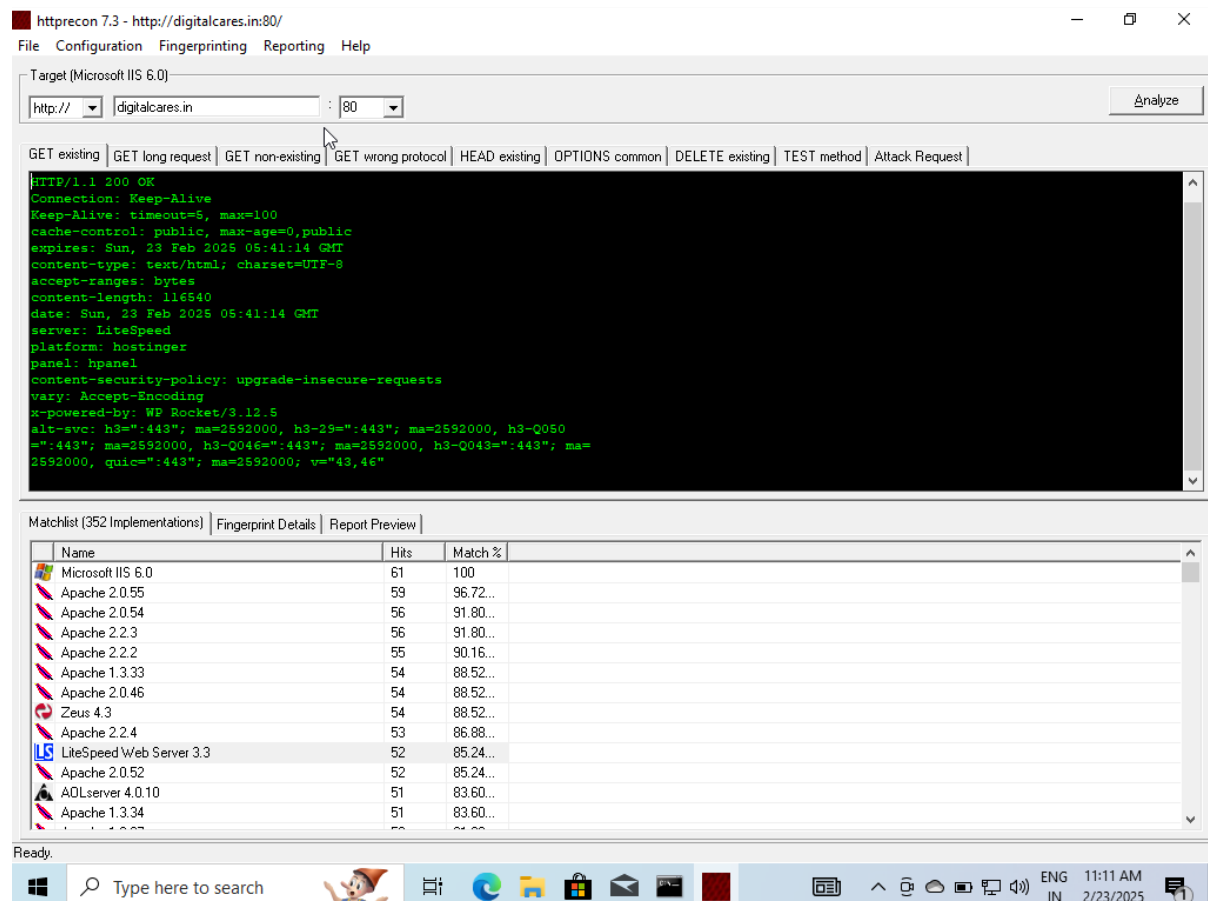 httprecon 7.3 - http://digitalcares.in:80/
File Configuration Fingerprinting Reporting Help
Target (Microsoft IIS 6.0)
http:// digitalcares.in : 80 Analyze
GET existing GET long request GET non-existing GET wrong protocol HEAD existing OPTIONS common DELETE existing TEST method Attack Request
HTTP/1.1 200 OK
Connection: Keep-Alive
Keep-Alive: timeout=5, max=100
cache-control: public, max-age=0,public
expires: Sun, 23 Feb 2025 05:41:14 GMT
content-type: text/html; charset=UTF-8
accept-ranges: bytes
content-length: 116540
date: Sun, 23 Feb 2025 05:41:14 GMT
server: LiteSpeed
platform: hostinger
panel: hpanel
content-security-policy: upgrade-insecure-requests
vary: Accept-Encoding
x-powered-by: WP Rocket/3.12.5
alt-svc: h3=":443"; ma=2592000, h3-29=":443"; ma=2592000, h3-Q050
=":443"; ma=2592000, h3-Q046=":443"; ma=2592000, h3-Q043=":443"; ma=
2592000, quic=":443"; ma=2592000; v="43,46"
Matchlist (352 Implementations) Fingerprint Details Report Preview
Name Hits Match %
Microsoft IIS 6.0 61 100
Apache 2.0.55 59 96.72...
Apache 2.0.54 56 91.80...
Apache 2.2.3 56 91.80...
Apache 2.2.2 55 90.16...
Apache 1.3.33 54 88.52...
Apache 2.0.46 54 88.52...
Zeus 4.3 54 88.52...
Apache 2.2.4 53 86.88...
LS LiteSpeed Web Server 3.3 52 85.24...
Apache 2.0.52 52 85.24...
AOLserver 4.0.10 51 83.60...
Apache 1.3.34 51 83.60...
Ready.
Type here to search
ENG 11:11 AM
IN 2/23/2025
1